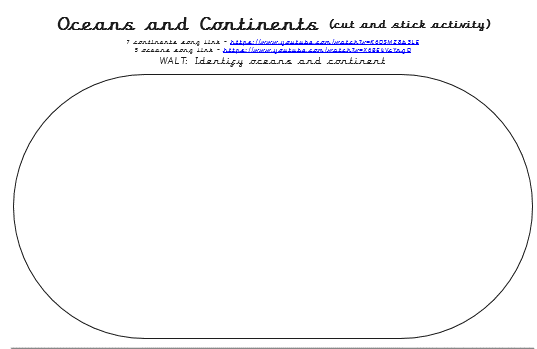 Oceans and Continents (cut and stick activity)
7 continents song link -
5 oceans song link -
WALT: Identify oceans and continent